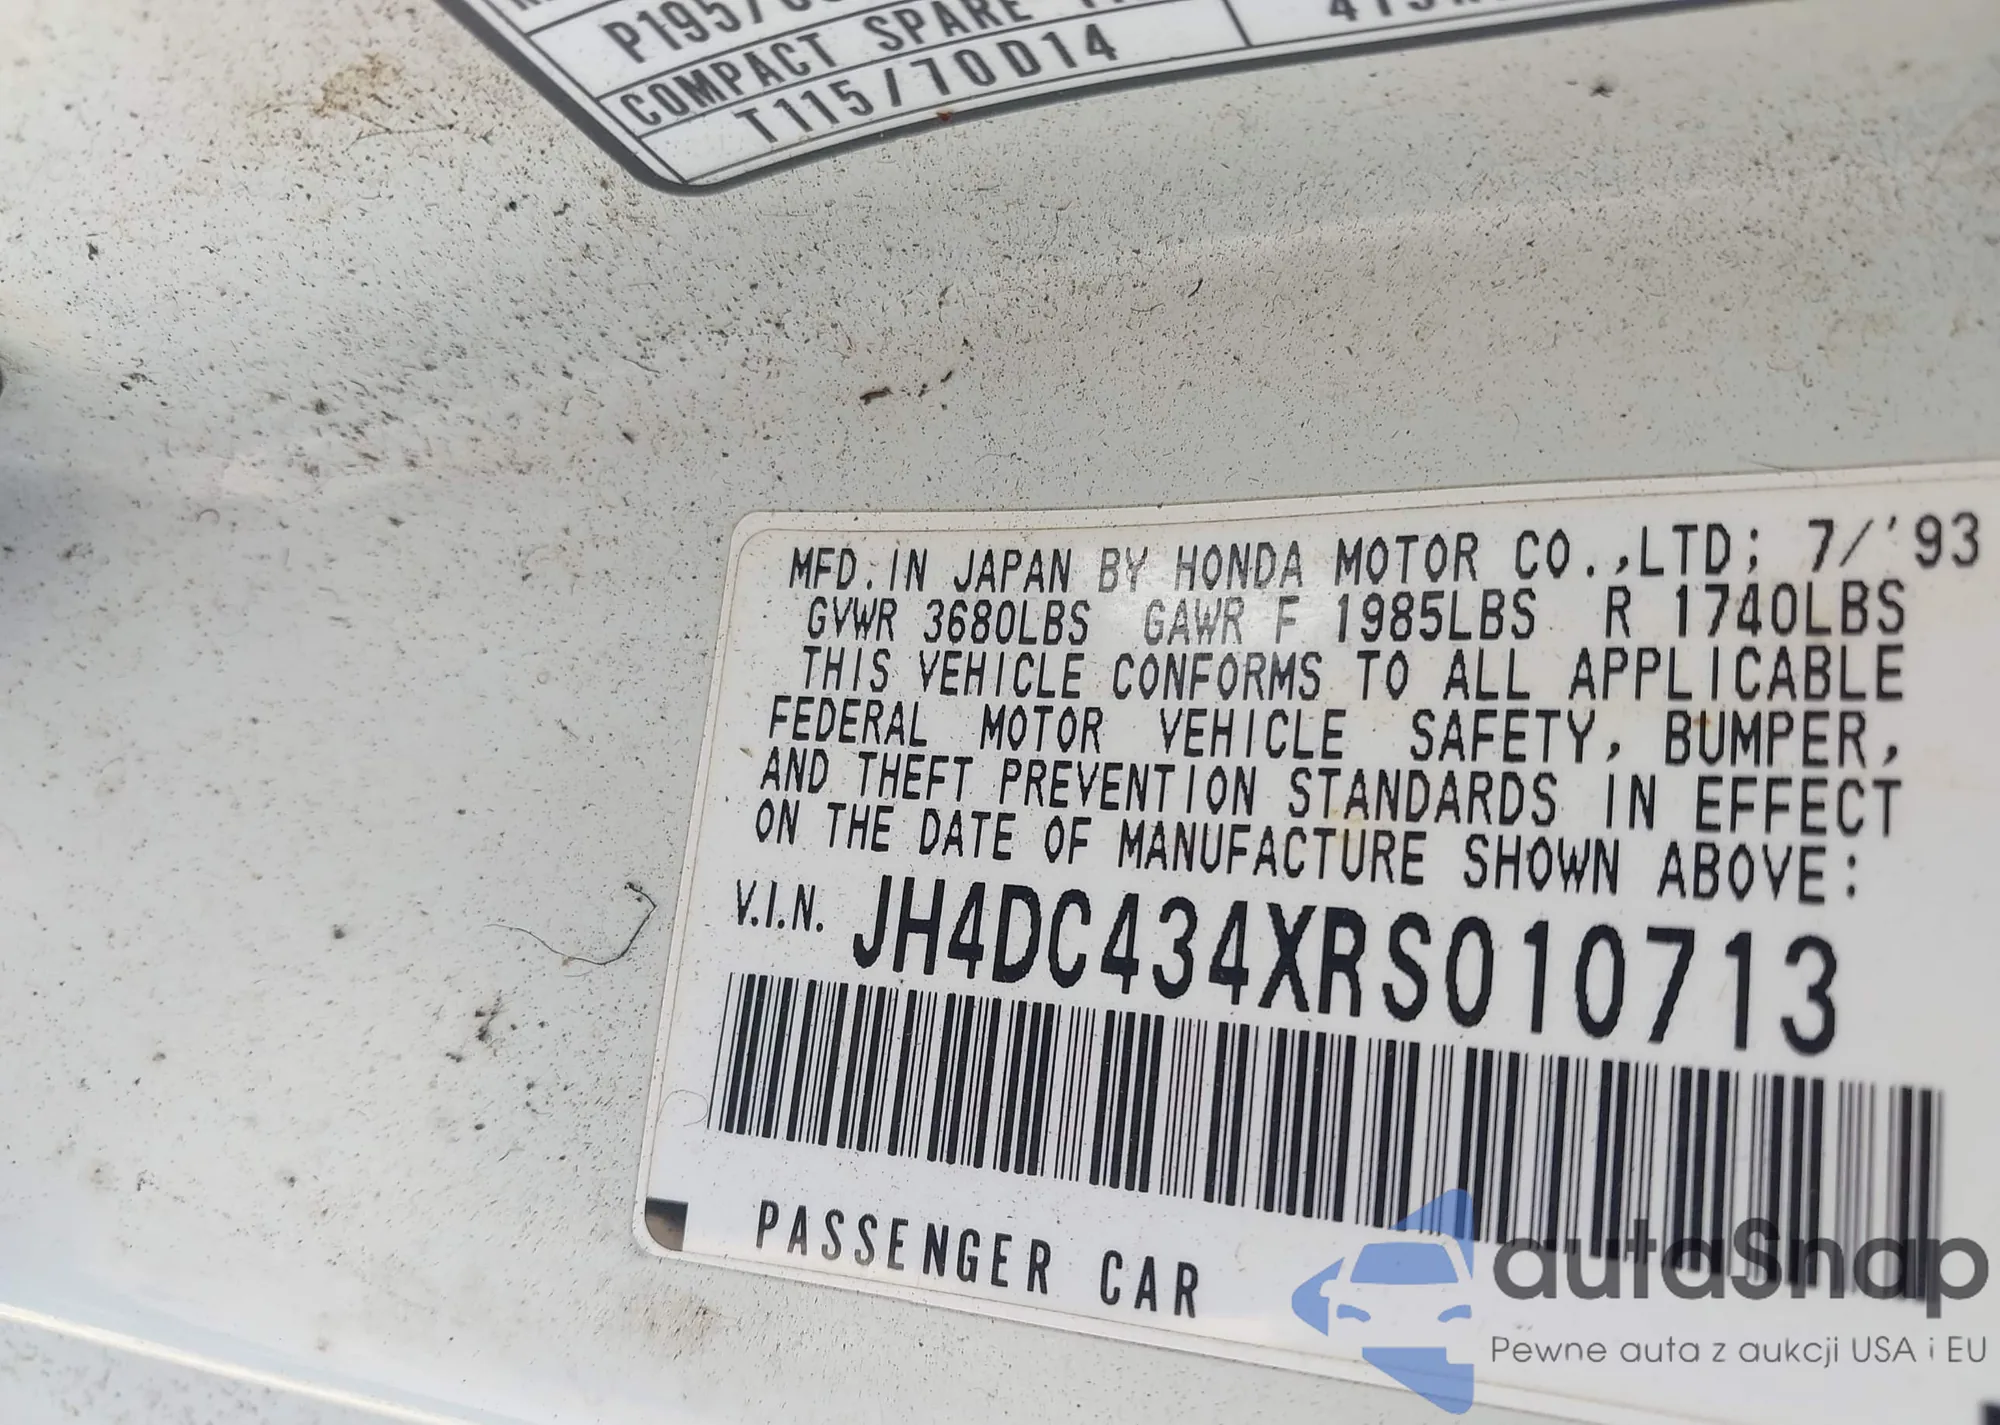 COMPACT SPARE
T115/70D14
MFD. IN JAPAN BY HONDA MOTOR CO.,LTD; 7/'93
GVWR 3680LBS GAWR F 1985LBS R 1740LBS
THIS VEHICLE CONFORMS TO ALL APPLICABLE
FEDERAL MOTOR VEHICLE SAFETY, BUMPER,
AND THEFT PREVENTION STANDARDS IN EFFECT
ON THE DATE OF MANUFACTURE SHOWN ABOVE:
V.I.N. JH4DC434XRS010713
PASSENGER CAR
autaSnap
Pewne auta z aukcji USA i EU